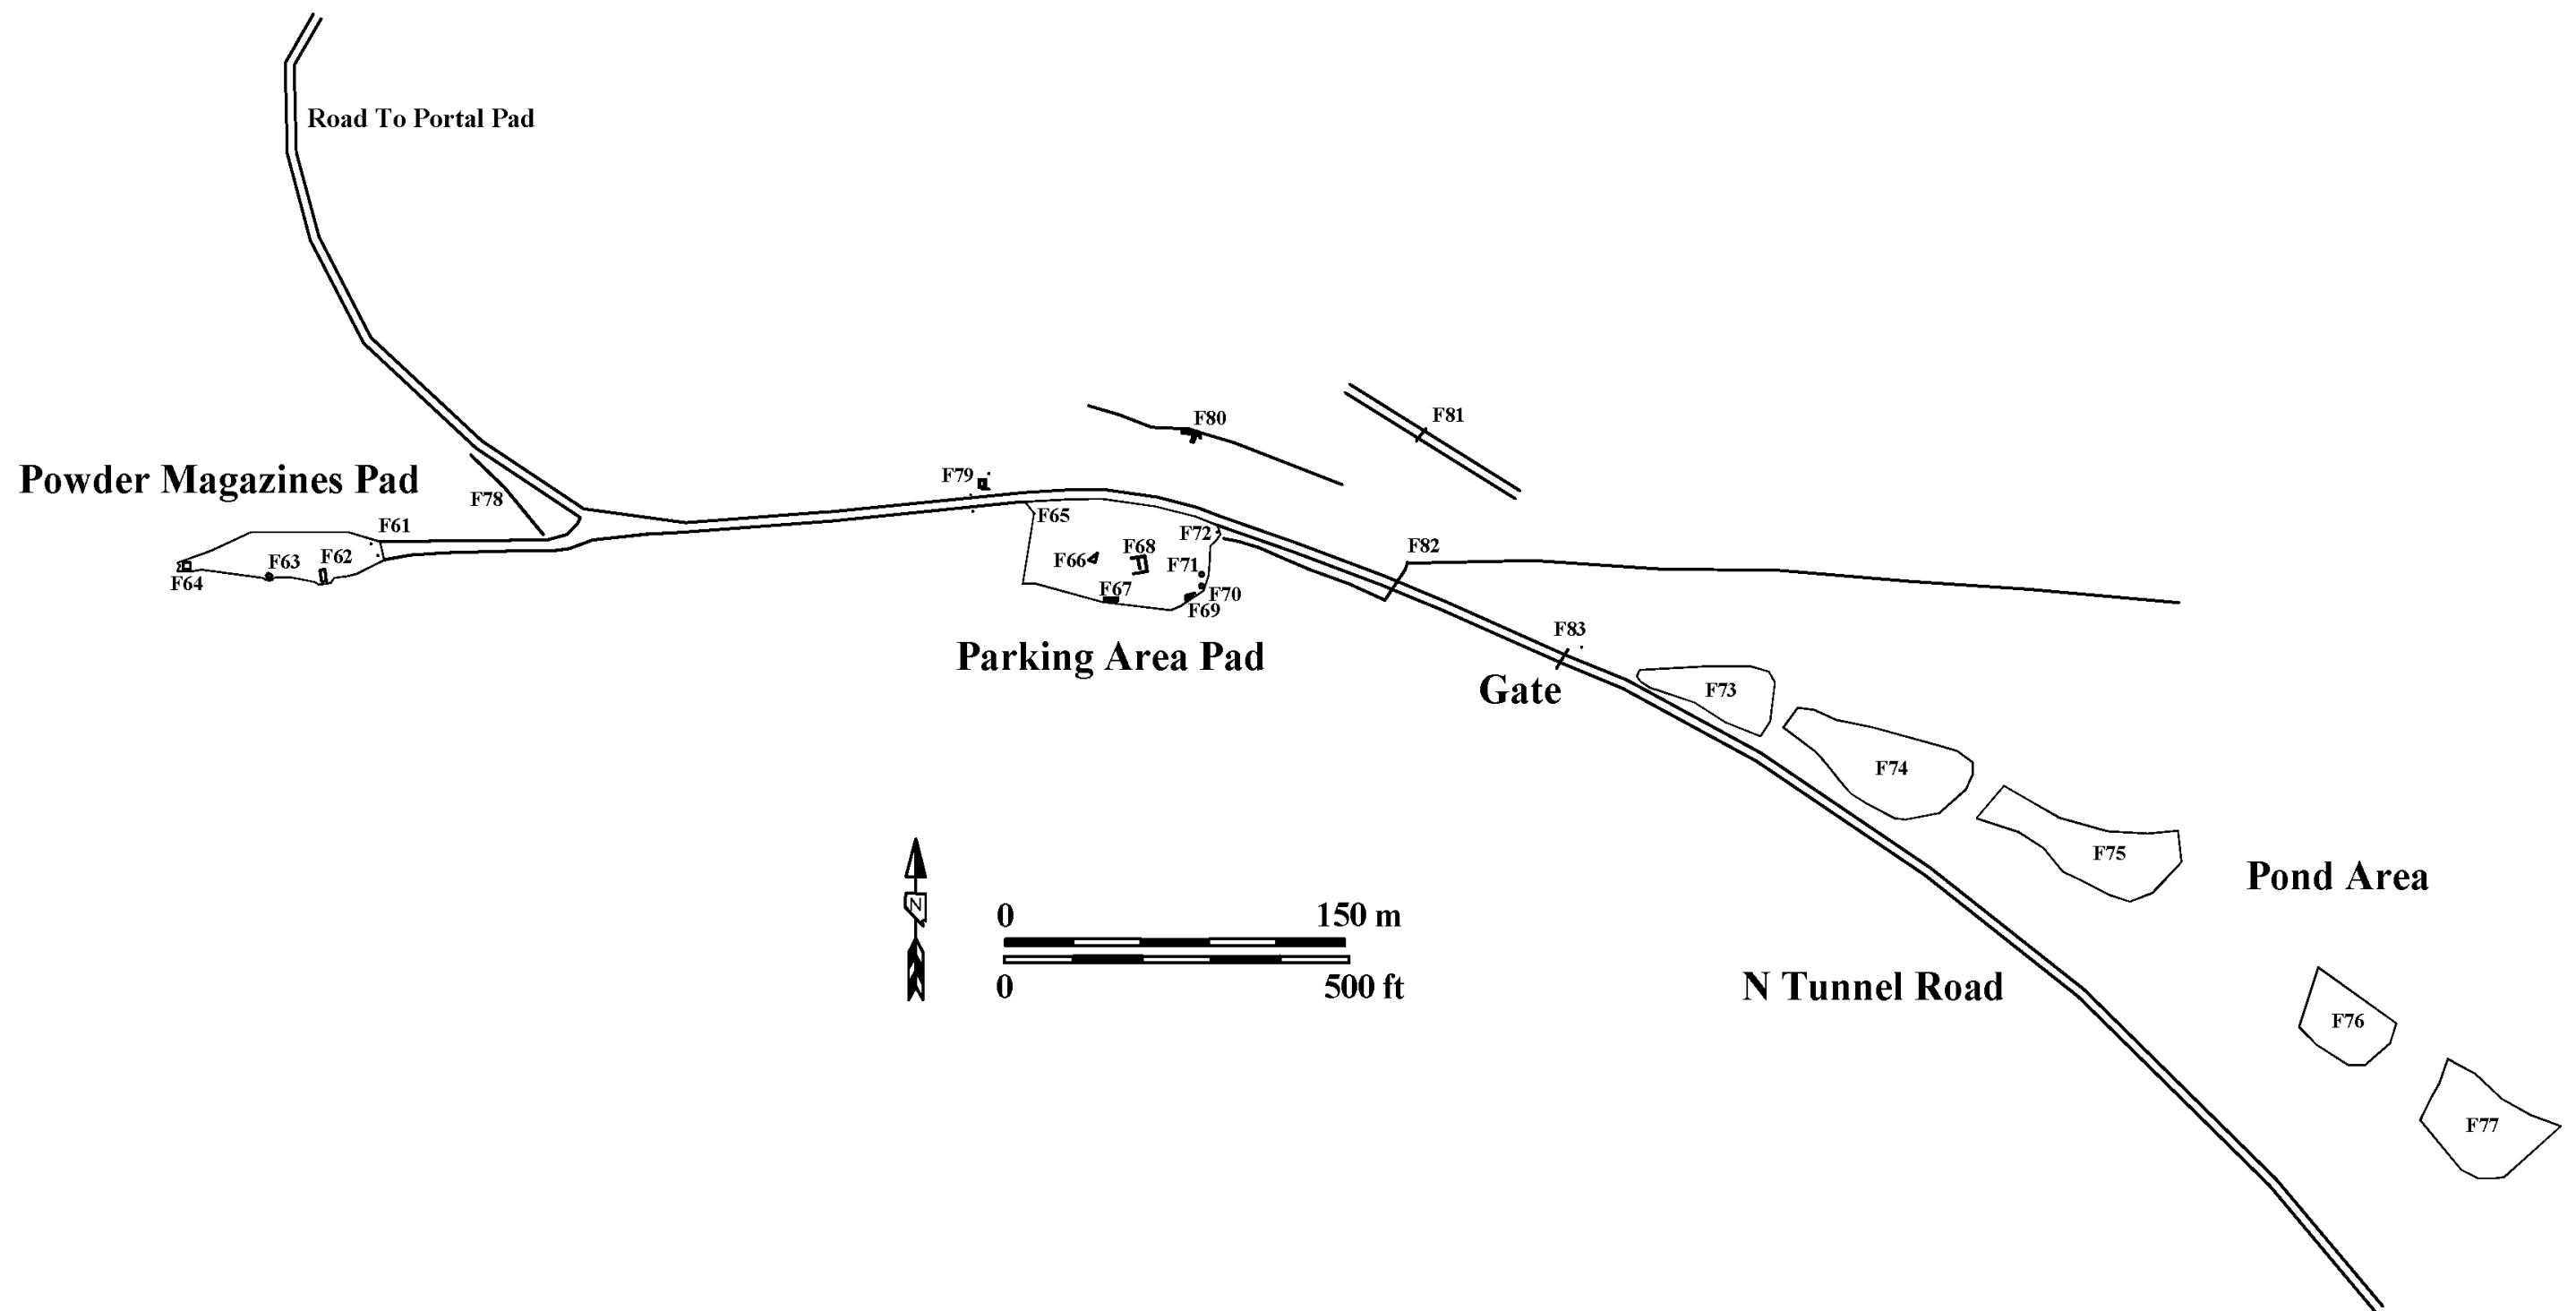 Road To Portal Pad
F80
F81
Powder Magazines Pad
F79
F78
F61
F65
F72
F82
F63
F62
F66
F68
F71
F64
F67
F70
F69
F83
Parking Area Pad
Gate
F73
F74
F75
Pond Area
N
0
150 m
0
500 ft
N Tunnel Road
F76
F77